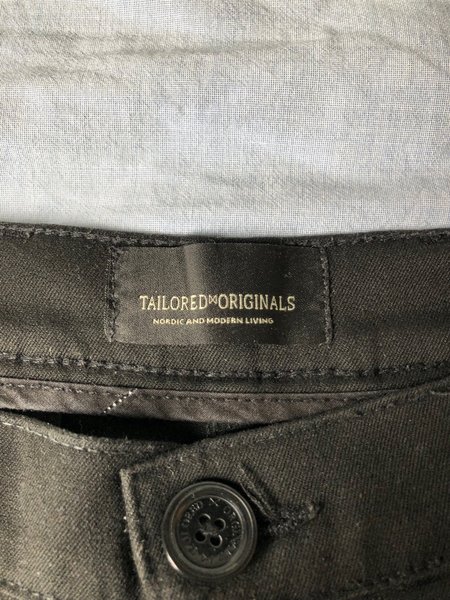 TAILORED⋈ORIGINALS
NORDIC AND MODERN LIVING